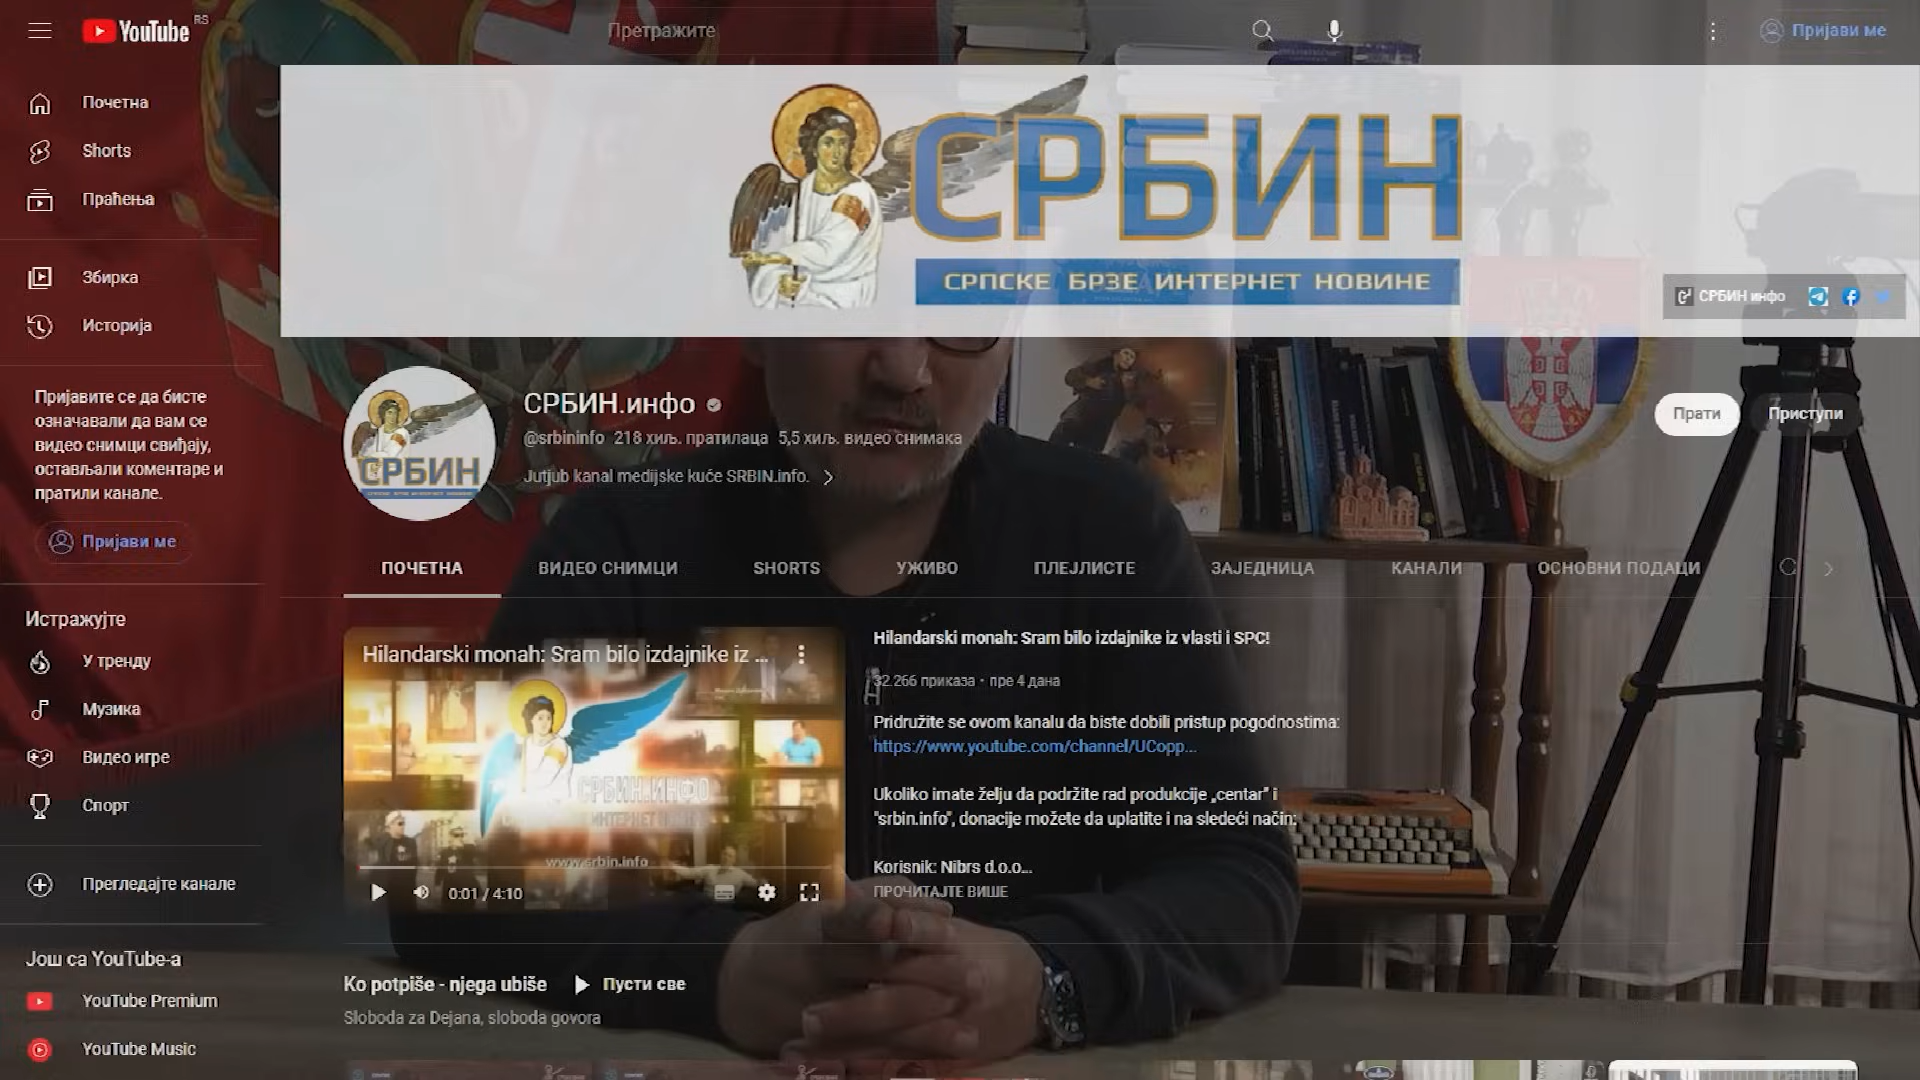 YouTube RS
Претражите
Пријави ме
Почетна
Shorts
Праћења
Збирка
Историја
Пријавите се да бисте
означавали да вам се
видео снимци свиђају,
остављали коментаре и
пратили канале.
Пријави ме
Истражујте
У тренду
Музика
Видео игре
Спорт
Прегледајте канале
Још са YouTube-а
YouTube Premium
YouTube Music
СРБИН
СРПСКЕ БРЗЕ ИНТЕРНЕТ НОВИНЕ
СРБИН инфо
СРБИН
СРБИН.инфо
@srbininfo 218 хиљ. пратилаца 5,5 хиљ. видео снимака
Jutjub kanal medijske kuće SRBIN.info.
Прати
Приступи
ПОЧЕТНА
ВИДЕО СНИМЦИ
SHORTS
УЖИВО
ПЛЕЈЛИСТЕ
ЗАЈЕДНИЦА
КАНАЛИ
ОСНОВНИ ПОДАЦИ
Hilandarski monah: Sram bilo izdajnike iz ...
СРБИН.ИНФО
www.srbin.info
0:01 / 4:10
Hilandarski monah: Sram bilo izdajnike iz vlasti i SPC!
32.266 приказа • пре 4 дана
Pridružite se ovom kanalu da biste dobili pristup pogodnostima:
https://www.youtube.com/channel/UCopp...
Ukoliko imate želju da podržite rad produkcije „centar" i
"srbin.info", donacije možete da uplatite i na sledeći način:
Korisnik: Nibrs d.o.o...
ПРОЧИТАЈТЕ ВИШЕ
Ko potpiše - njega ubiše
Пусти све
Sloboda za Dejana, sloboda govora